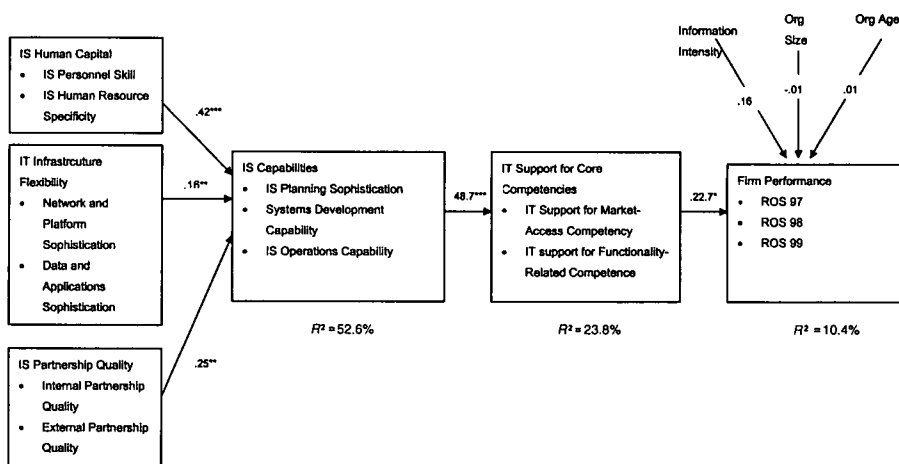 IS Human Capital
• IS Personnel Skill
• IS Human Resource
Specificity
IT Infrastrcuture
Flexibility
• Network and
Platform
Sophistication
• Data and
Applications
Sophistication
IS Partnership Quality
• Internal Partnership
Quality
• External Partnership
Quality
.42***
.16**
.25**
IS Capabilities
• IS Planning Sophistication
• Systems Development
Capability
• IS Operations Capability
R² = 52.6%
48.7***
IT Support for Core
Competencies
• IT Support for Market-
Access Competency
• IT support for Functionality-
Related Competence
R² = 23.8%
.22.7*
Information
Intensity
Org
Size
Org Age
.16
-.01
.01
Firm Performance
• ROS 97
• ROS 98
• ROS 99
R² = 10.4%